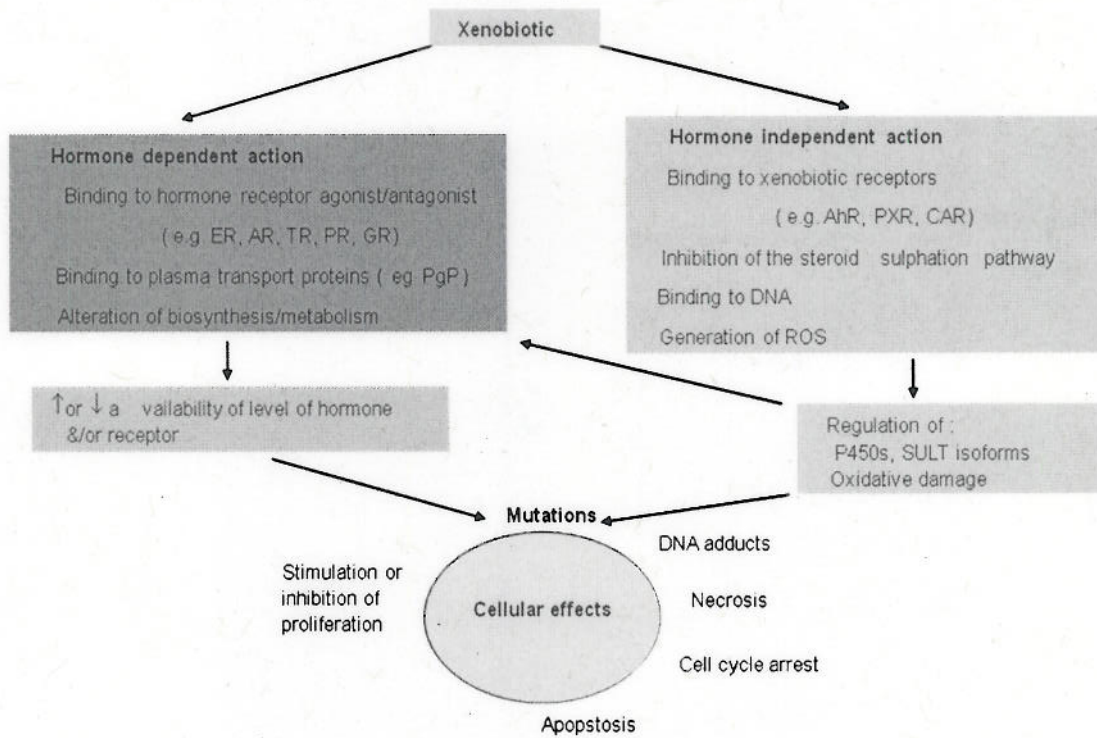 Xenobiotic
Hormone dependent action
Binding to hormone receptor agonist/antagonist
( e.g. ER, AR, TR, PR, GR)
Binding to plasma transport proteins ( eg PgP )
Alteration of biosynthesis/metabolism
Hormone independent action
Binding to xenobiotic receptors
( e.g. AhR, PXR, CAR)
Inhibition of the steroid sulphation pathway
Binding to DNA
Generation of ROS
↑or ↓ a vailability of level of hormone
&/or receptor
Regulation of :
P450s, SULT isoforms
Oxidative damage
Mutations
DNA adducts
Stimulation or
inhibition of
proliferation
Cellular effects
Necrosis
Cell cycle arrest
Apopstosis